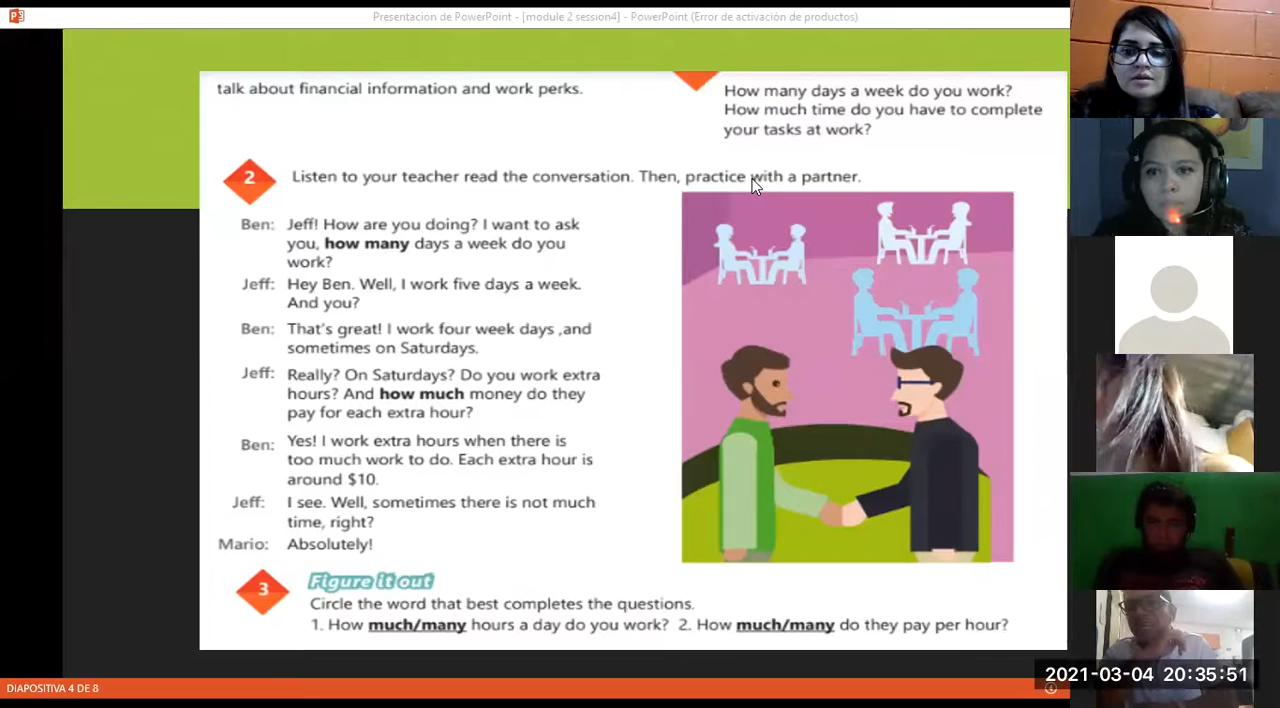 Presentación de PowerPoint - [module 2 session4] - PowerPoint (Error de activación de productos)
talk about financial information and work perks.
How many days a week do you work?
How much time do you have to complete
your tasks at work?
2 Listen to your teacher read the conversation. Then, practice with a partner.
Ben: Jeff! How are you doing? I want to ask
you, how many days a week do you
work?
Jeff: Hey Ben. Well, I work five days a week.
And you?
Ben: That's great! I work four week days ,and
sometimes on Saturdays.
Jeff: Really? On Saturdays? Do you work extra
hours? And how much money do they
pay for each extra hour?
Ben: Yes! I work extra hours when there is
too much work to do. Each extra hour is
around $10.
Jeff: I see. Well, sometimes there is not much
time, right?
Mario: Absolutely!
3 Figure it out
Circle the word that best completes the questions.
1. How much/many hours a day do you work? 2. How much/many do they pay per hour?
DIAPOSITIVA 4 DE 8
2021-03-04 20:35:51